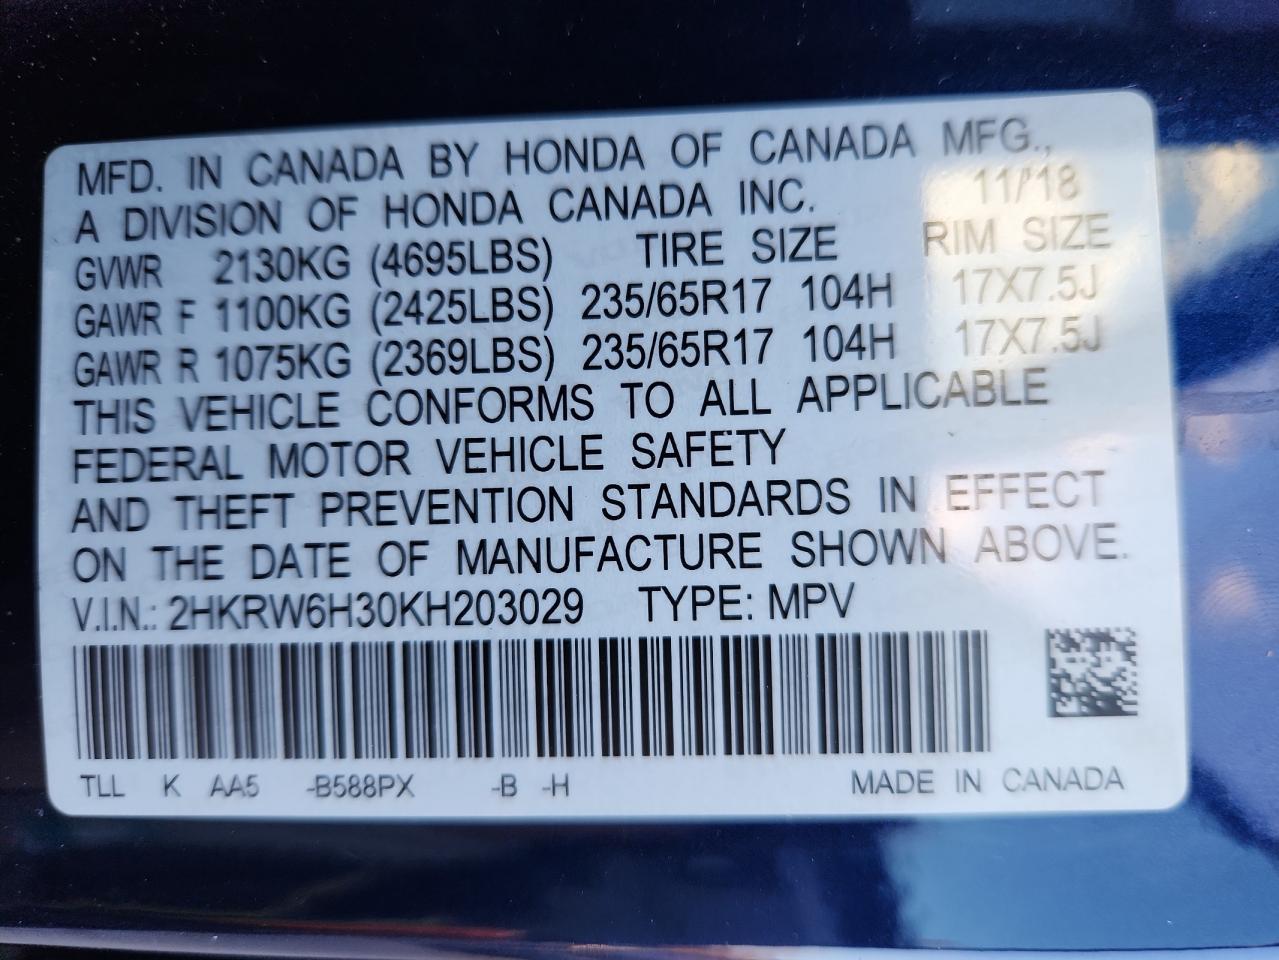 MFD. IN CANADA BY HONDA OF CANADA MFG.,
A DIVISION OF HONDA CANADA INC. 11/18
GVWR 2130KG (4695LBS) TIRE SIZE RIM SIZE
GAWR F 1100KG (2425LBS) 235/65R17 104H 17X7.5J
GAWR R 1075KG (2369LBS) 235/65R17 104H 17X7.5J
THIS VEHICLE CONFORMS TO ALL APPLICABLE
FEDERAL MOTOR VEHICLE SAFETY
AND THEFT PREVENTION STANDARDS IN EFFECT
ON THE DATE OF MANUFACTURE SHOWN ABOVE.
V.I.N.: 2HKRW6H30KH203029 TYPE: MPV
TLL K AA5 -B588PX -B -H MADE IN CANADA